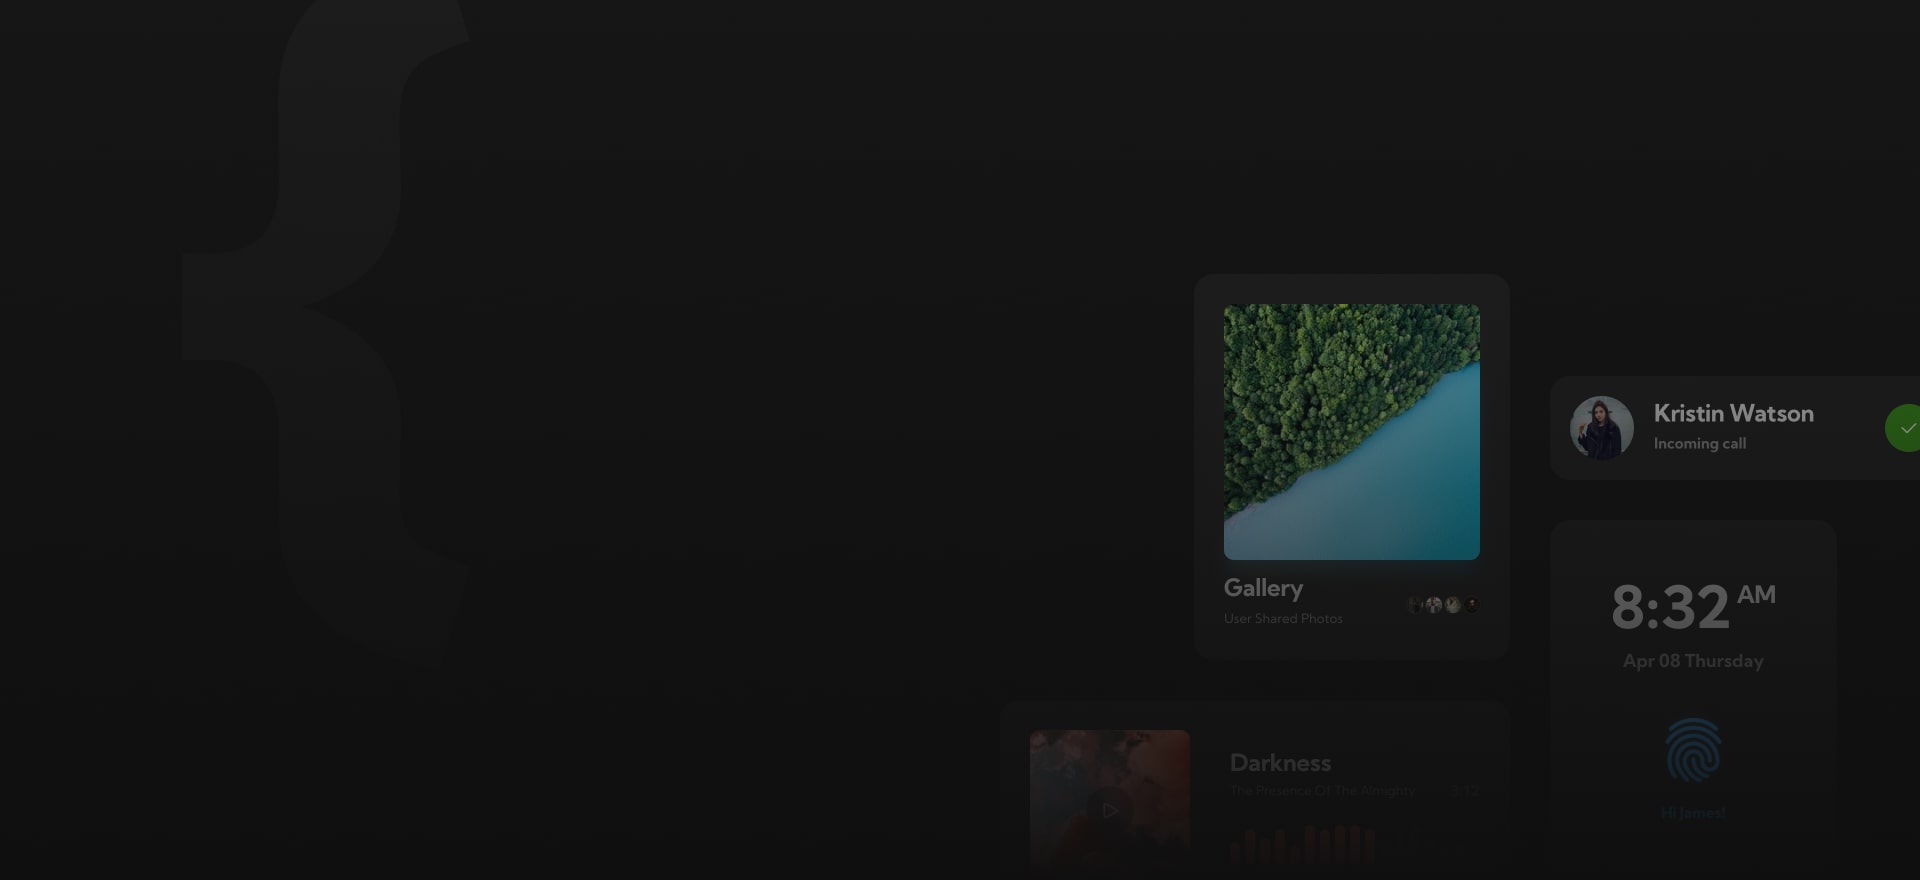 {
Gallery
User Shared Photos
Kristin Watson
Incoming call
8:32 AM
Apr 08 Thursday
Hi James!
Darkness
The Presence Of The Almighty 3:12